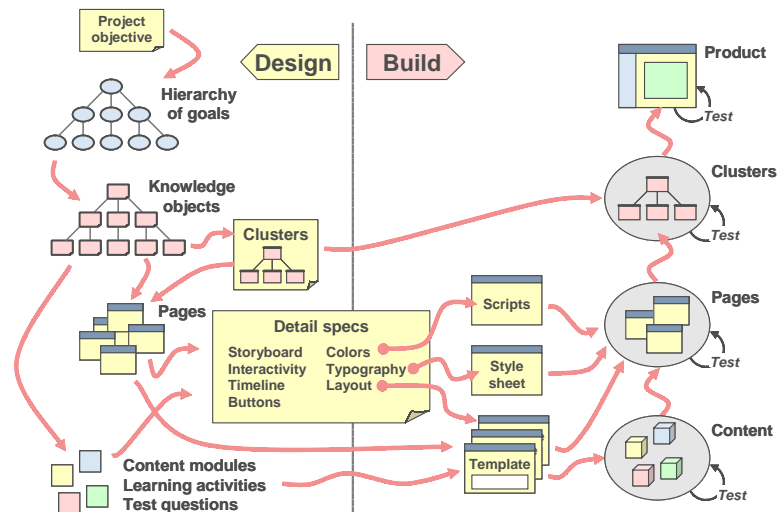 Project
objective
Design
Build
Product
Test
Hierarchy
of goals
Clusters
Test
Knowledge
objects
Clusters
Pages
Detail specs
Storyboard
Interactivity
Timeline
Buttons
Colors
Typography
Layout
Scripts
Style
sheet
Template
Pages
Test
Content
Test
Content modules
Learning activities
Test questions